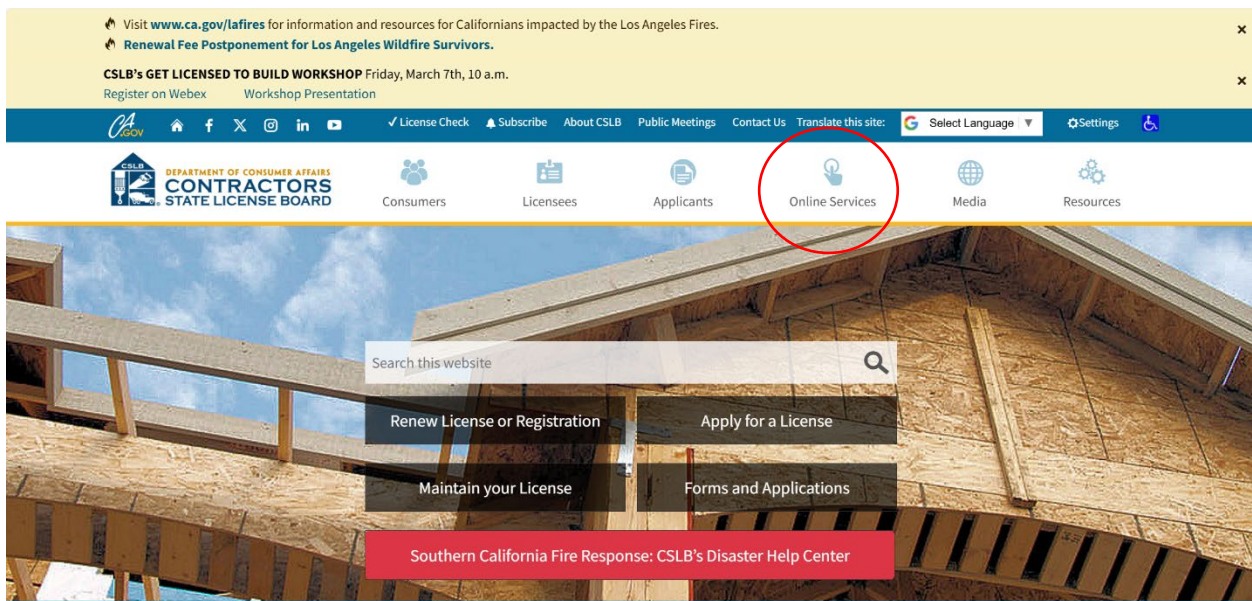 Visit www.ca.gov/lafires for information and resources for Californians impacted by the Los Angeles Fires.
Renewal Fee Postponement for Los Angeles Wildfire Survivors.
CSLB's GET LICENSED TO BUILD WORKSHOP Friday, March 7th, 10 a.m.
Register on Webex Workshop Presentation
CA .GOV License Check Subscribe About CSLB Public Meetings Contact Us Translate this site: Select Language ▼ Settings
CSLB
DEPARTMENT OF CONSUMER AFFAIRS
CONTRACTORS
STATE LICENSE BOARD
Consumers Licensees Applicants Online Services Media Resources
Search this website
Renew License or Registration Apply for a License
Maintain your License Forms and Applications
Southern California Fire Response: CSLB's Disaster Help Center